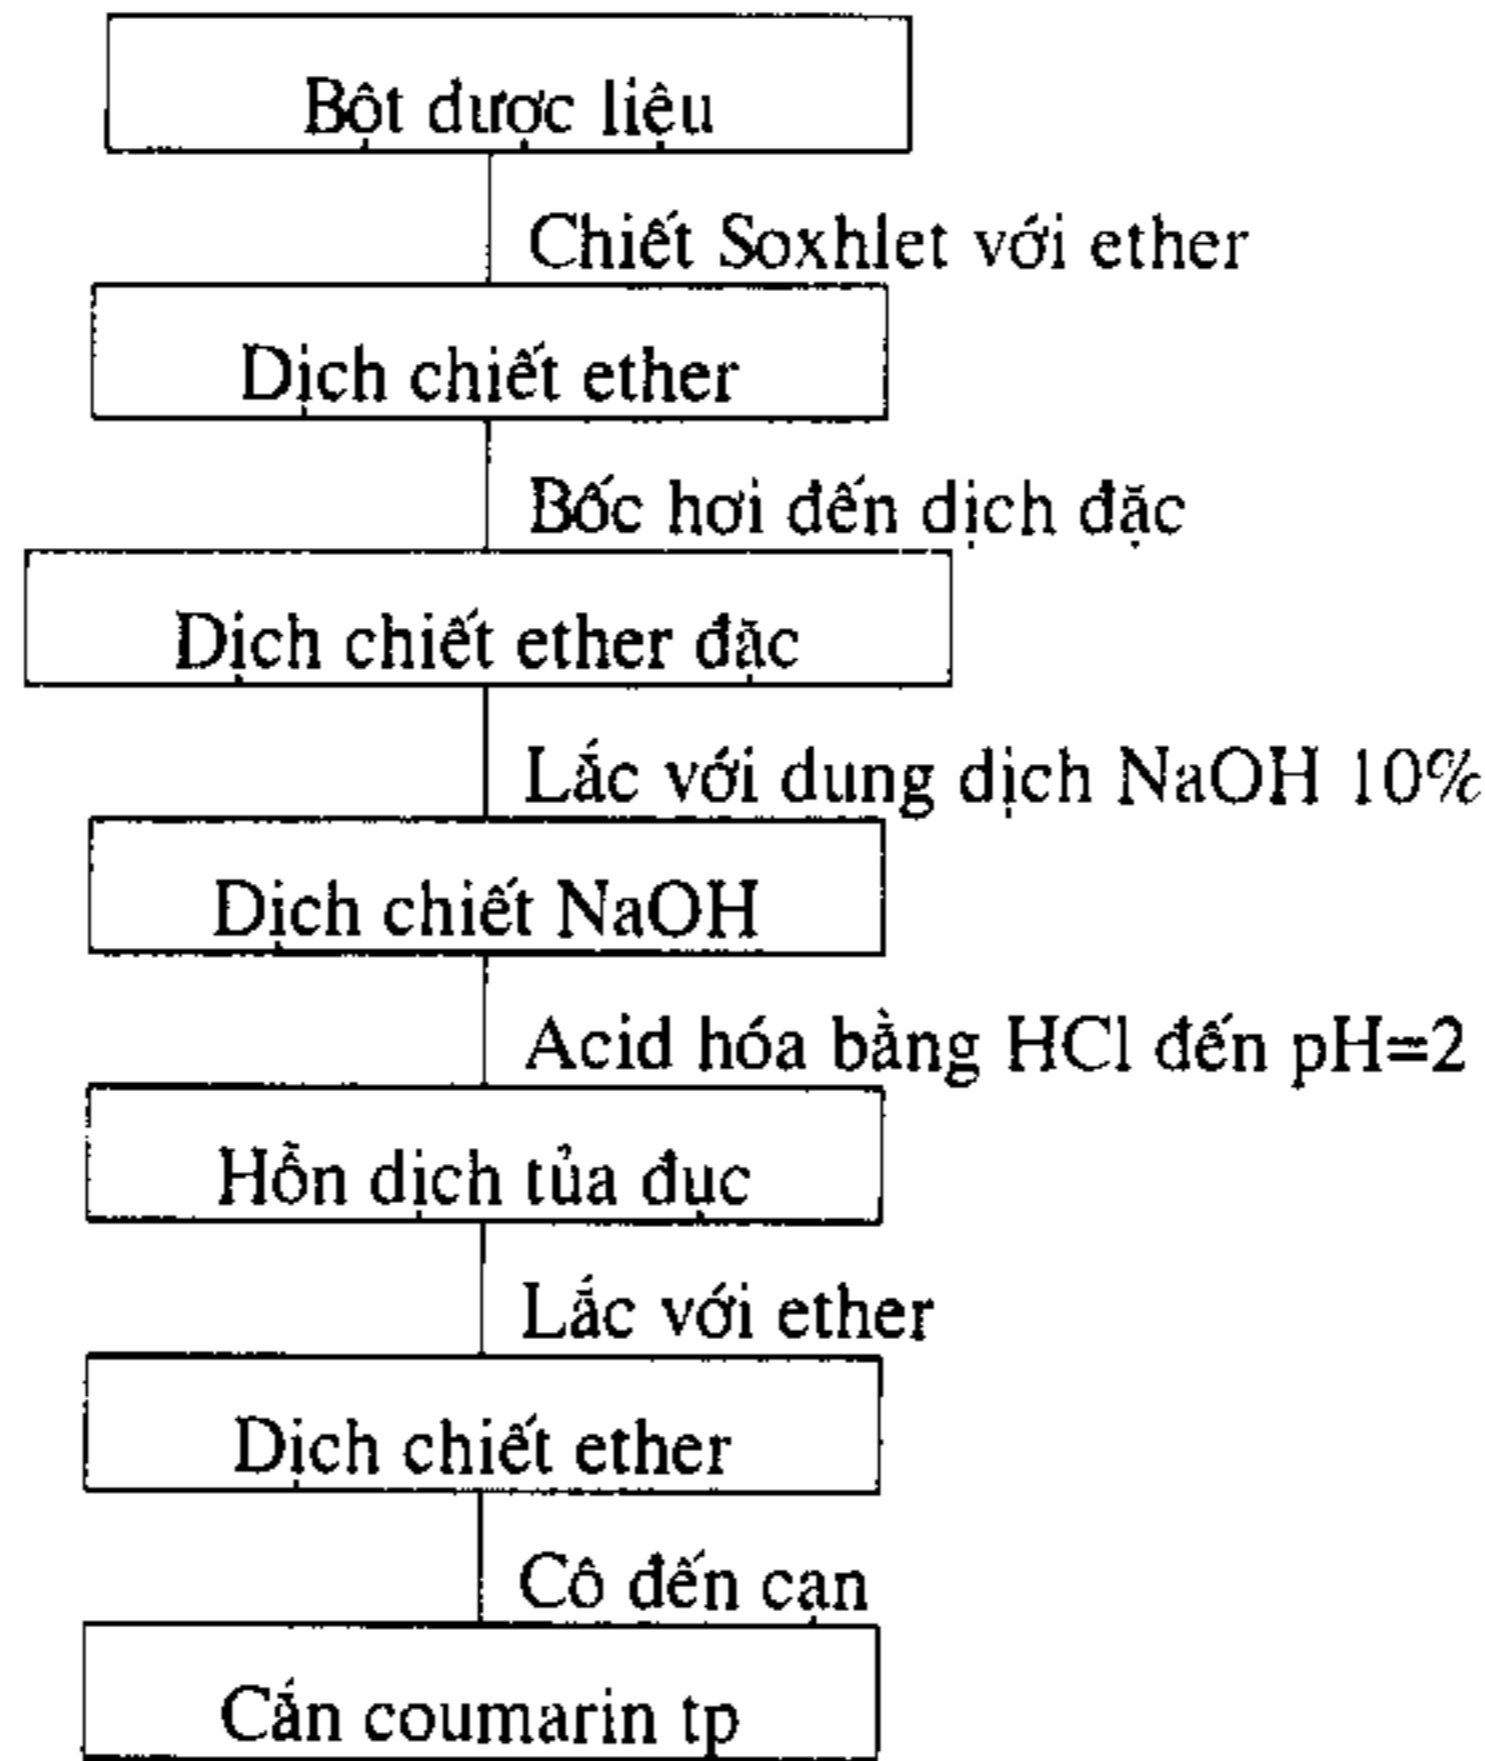 Bột dược liệu
Chiết Soxhlet với ether
Dịch chiết ether
Bốc hơi đến dịch đặc
Dịch chiết ether đặc
Lắc với dung dịch NaOH 10%
Dịch chiết NaOH
Acid hóa bằng HCl đến pH=2
Hỗn dịch tủa đục
Lắc với ether
Dịch chiết ether
Cô đến cạn
Cắn coumarin tp